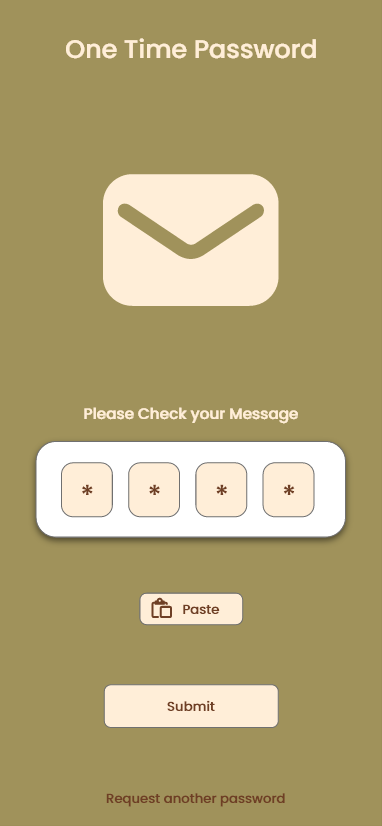 One Time Password
Please Check your Message
* * * *
Paste
Submit
Request another password